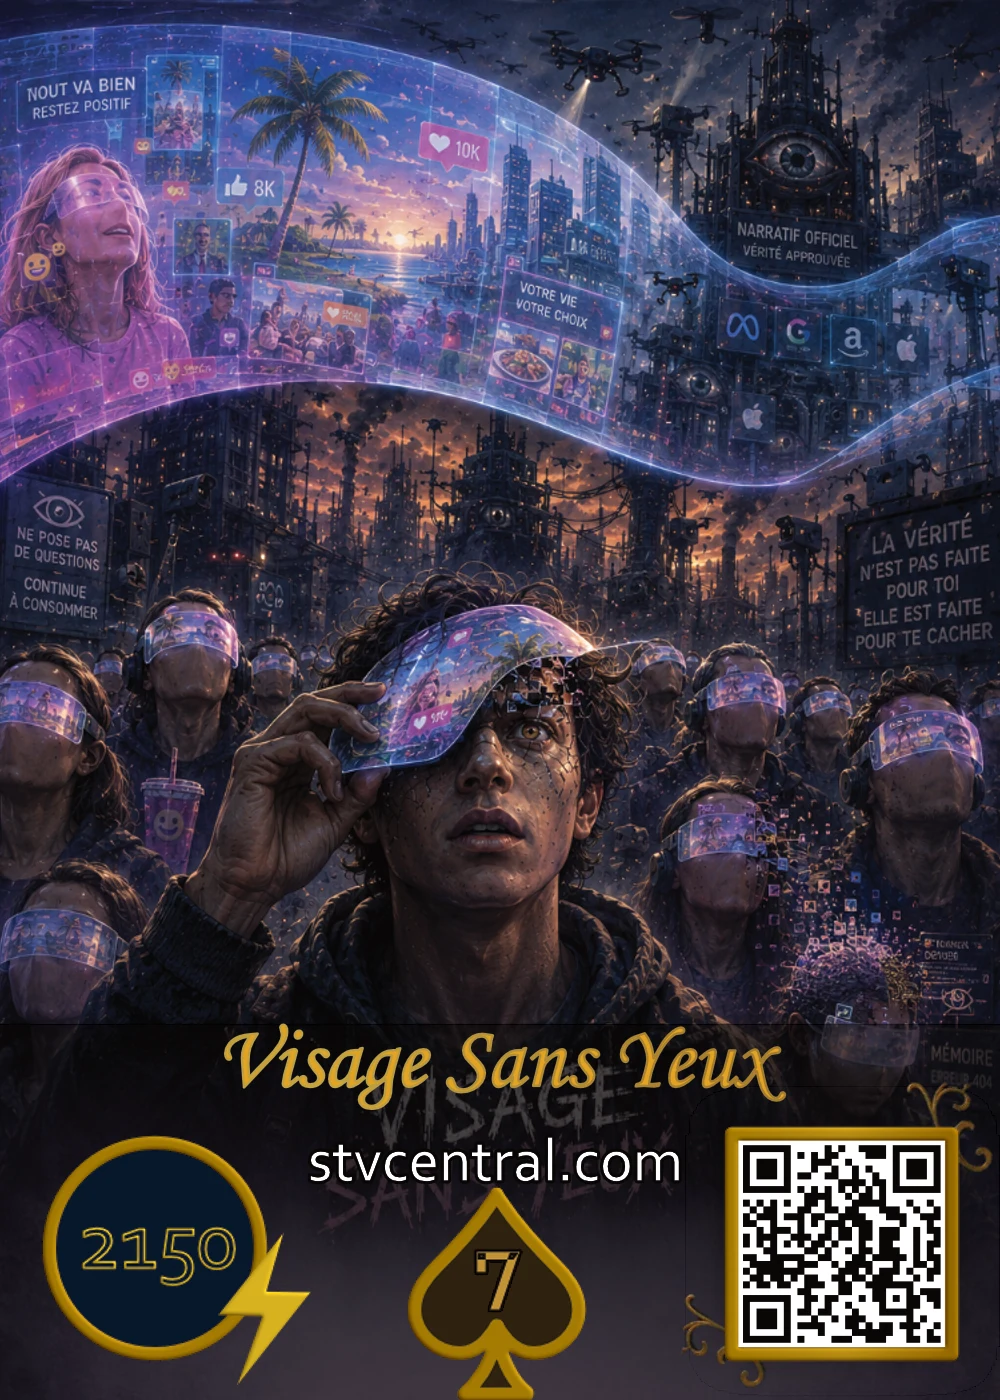 NOUT VA BIEN
RESTEZ POSITIF
10K
8K
NARRATIF OFFICIEL
VÉRITÉ APPROUVÉE
VOTRE VIE
VOTRE CHOIX
G
a
NE POSE PAS
DE QUESTIONS
CONTINUE
À CONSOMMER
LA VÉRITÉ
N'EST PAS FAITE
POUR TOI
ELLE EST FAITE
POUR TE CACHER
MÉMOIRE
ERREUR 404
Visage Sans Yeux
VISAGE
SANS YEUX
stvcentral.com
2150
7